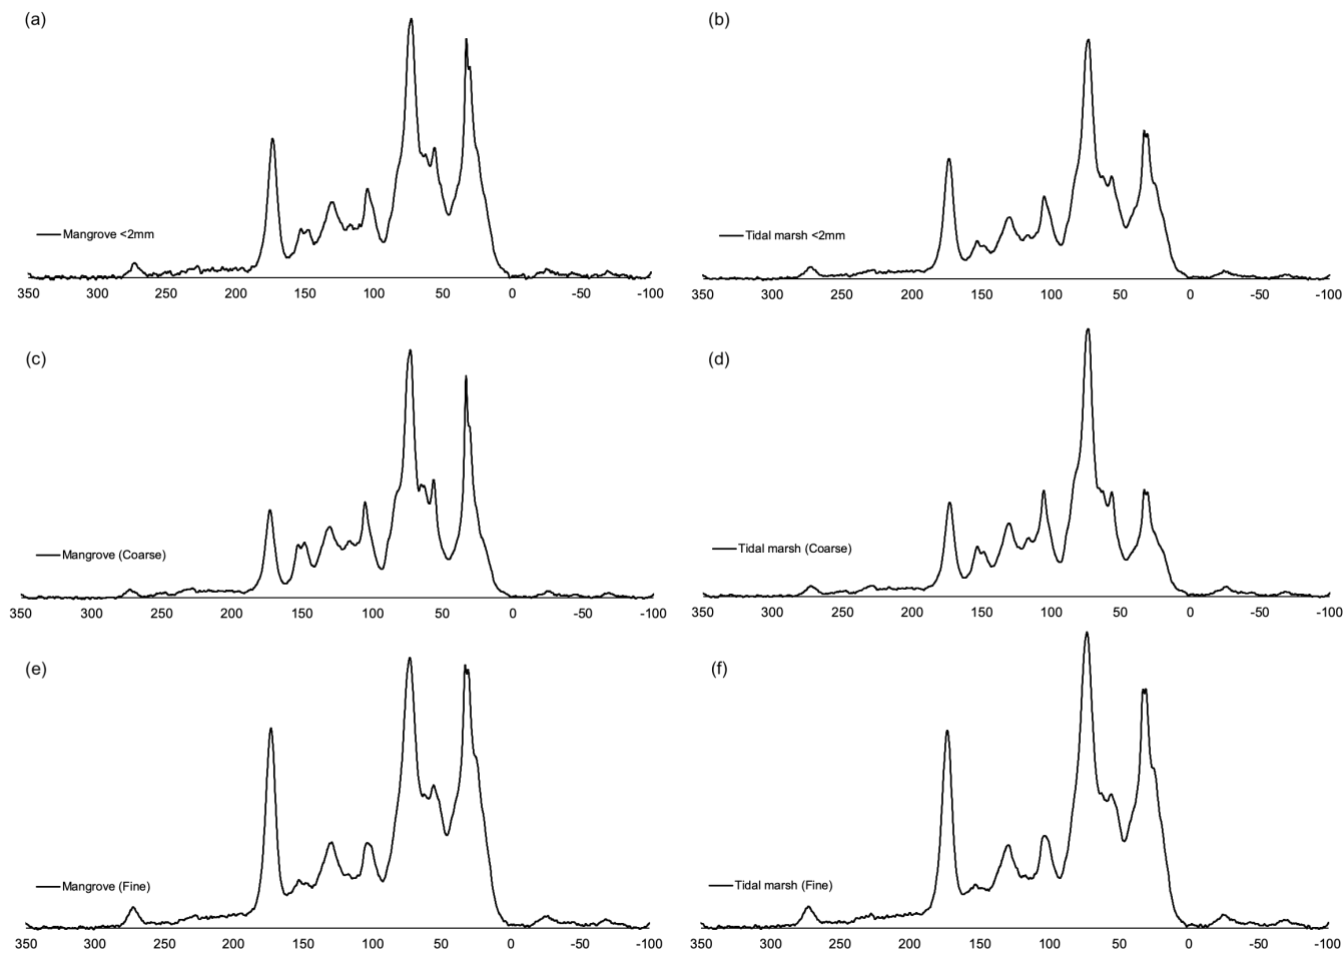 (a)
Mangrove <2mm
350 300 250 200 150 100 50 0 -50 -100
(b)
Tidal marsh <2mm
350 300 250 200 150 100 50 0 -50 -100
(c)
Mangrove (Coarse)
350 300 250 200 150 100 50 0 -50 -100
(d)
Tidal marsh (Coarse)
350 300 250 200 150 100 50 0 -50 -100
(e)
Mangrove (Fine)
350 300 250 200 150 100 50 0 -50 -100
(f)
Tidal marsh (Fine)
350 300 250 200 150 100 50 0 -50 -100